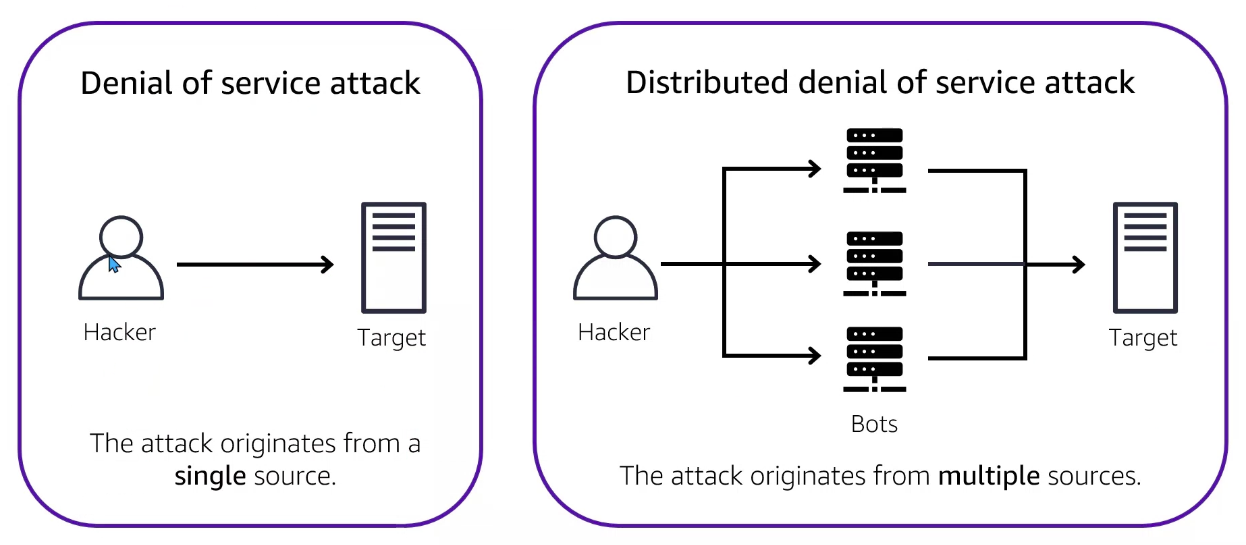 Denial of service attack
Hacker
Target
The attack originates from a
single source.
Distributed denial of service attack
Hacker
Bots
Target
The attack originates from multiple sources.